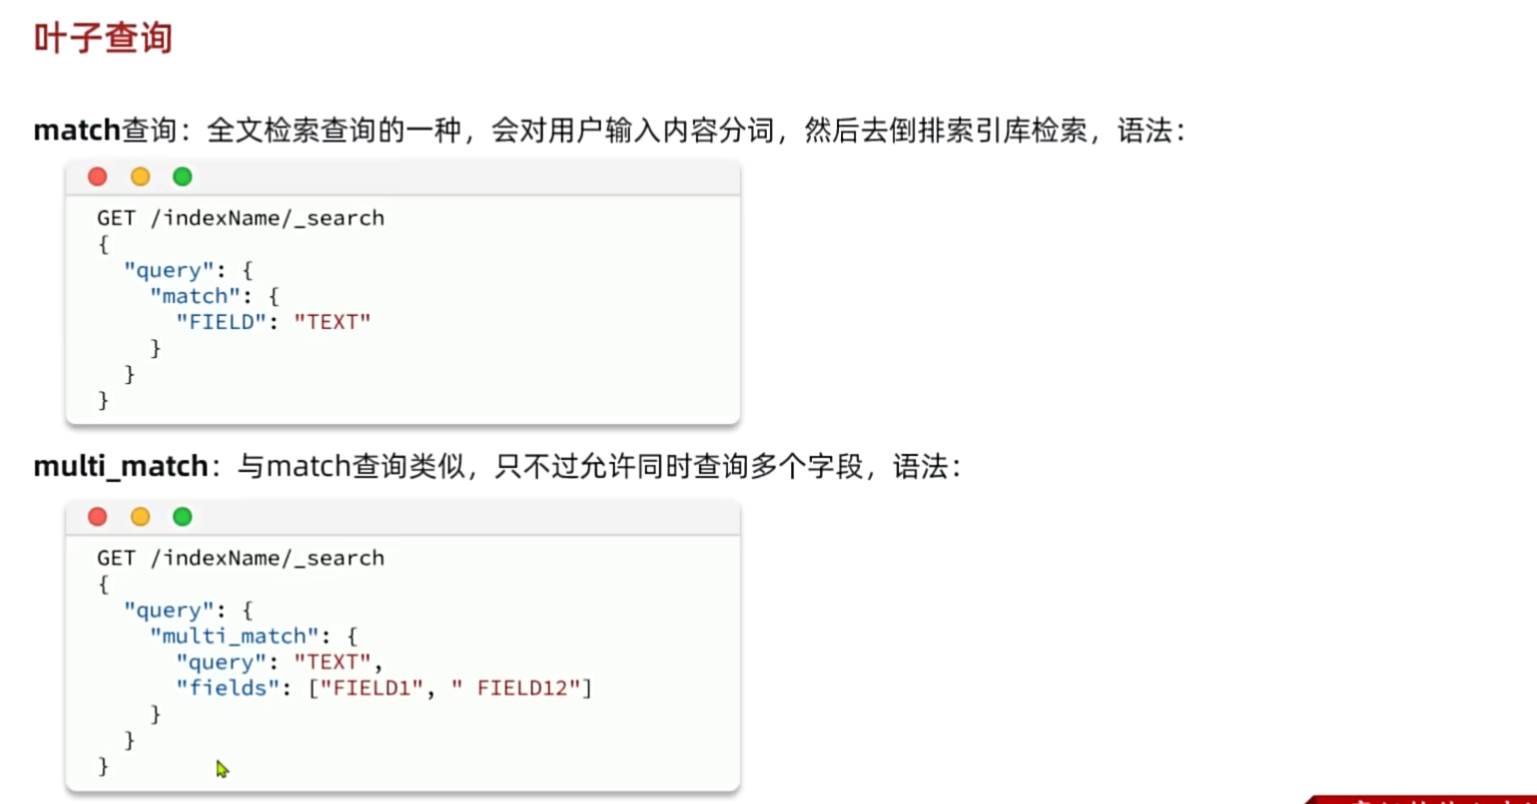 叶子查询
match查询：全文检索查询的一种，会对用户输入内容分词，然后去倒排索引库检索，语法：
GET /indexName/_search
{
  "query": {
    "match": {
      "FIELD": "TEXT"
    }
  }
}
multi_match：与match查询类似，只不过允许同时查询多个字段，语法：
GET /indexName/_search
{
  "query": {
    "multi_match": {
      "query": "TEXT",
      "fields": ["FIELD1", " FIELD12"]
    }
  }
}